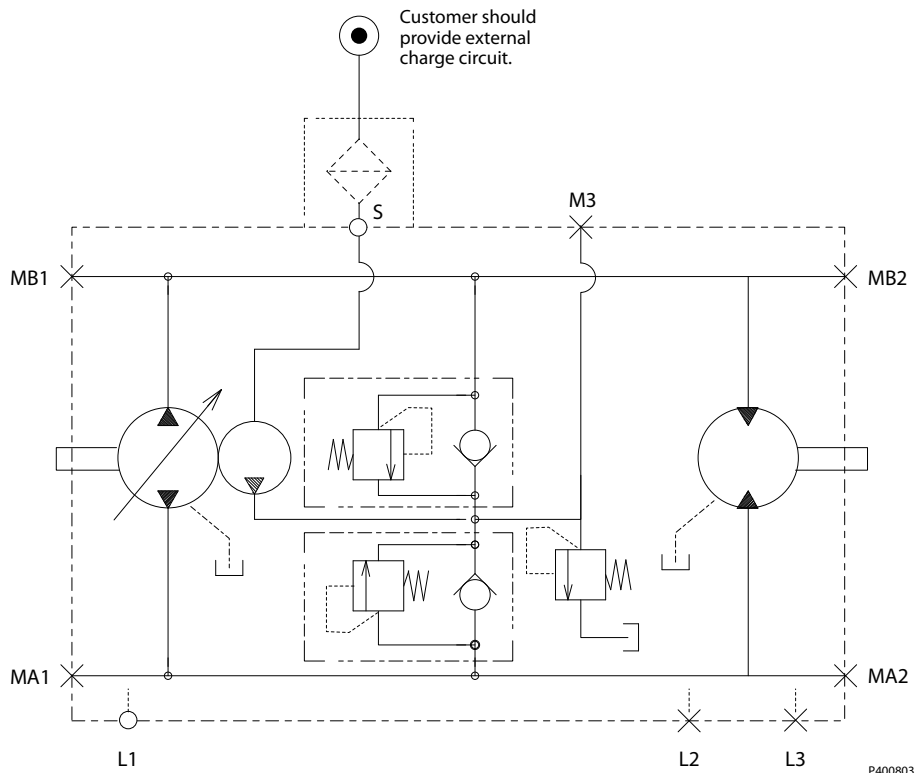 Customer should
provide external
charge circuit.
S
M3
MB1
MB2
MA1
MA2
L1
L2
L3
P400803